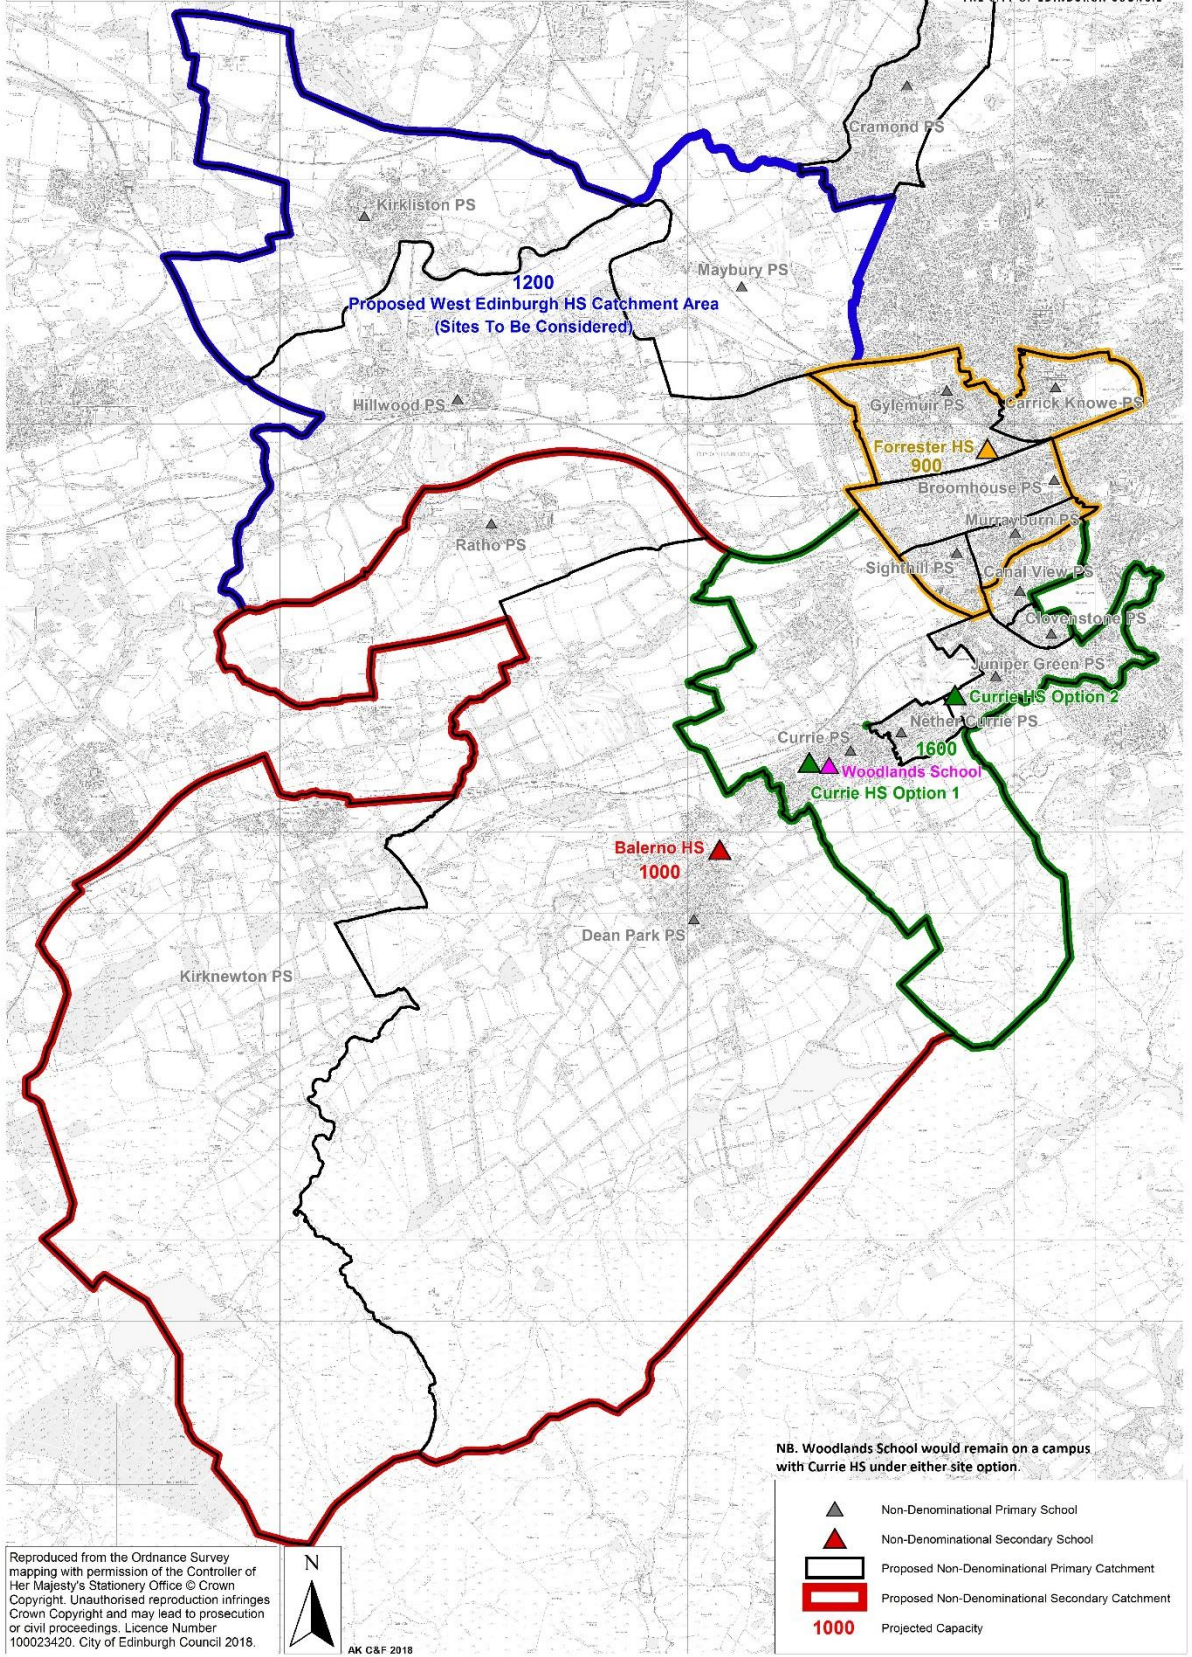 THE CITY OF EDINBURGH COUNCIL
Cramond PS
Kirkliston PS
Maybury PS
1200
Proposed West Edinburgh HS Catchment Area
(Sites To Be Considered)
Hillwood PS
Gylemuir PS
Carrick Knowe PS
Forrester HS
900
Broomhouse PS
Murrayburn PS
Ratho PS
Sighthill PS
Canal View PS
Clovenstone PS
Juniper Green PS
Currie HS Option 2
Nether Currie PS
Currie PS
1600
Woodlands School
Currie HS Option 1
Balerno HS
1000
Dean Park PS
Kirknewton PS
NB. Woodlands School would remain on a campus
with Currie HS under either site option.
Non-Denominational Primary School
Non-Denominational Secondary School
Proposed Non-Denominational Primary Catchment
Proposed Non-Denominational Secondary Catchment
1000 Projected Capacity
Reproduced from the Ordnance Survey
mapping with permission of the Controller of
Her Majesty's Stationery Office © Crown
Copyright. Unauthorised reproduction infringes
Crown Copyright and may lead to prosecution
or civil proceedings. Licence Number
100023420. City of Edinburgh Council 2018.
N
AK C&F 2018